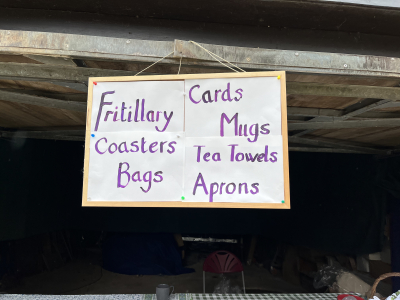 Fritillary
Coasters
Bags
Cards
Mugs
Tea Towels
Aprons